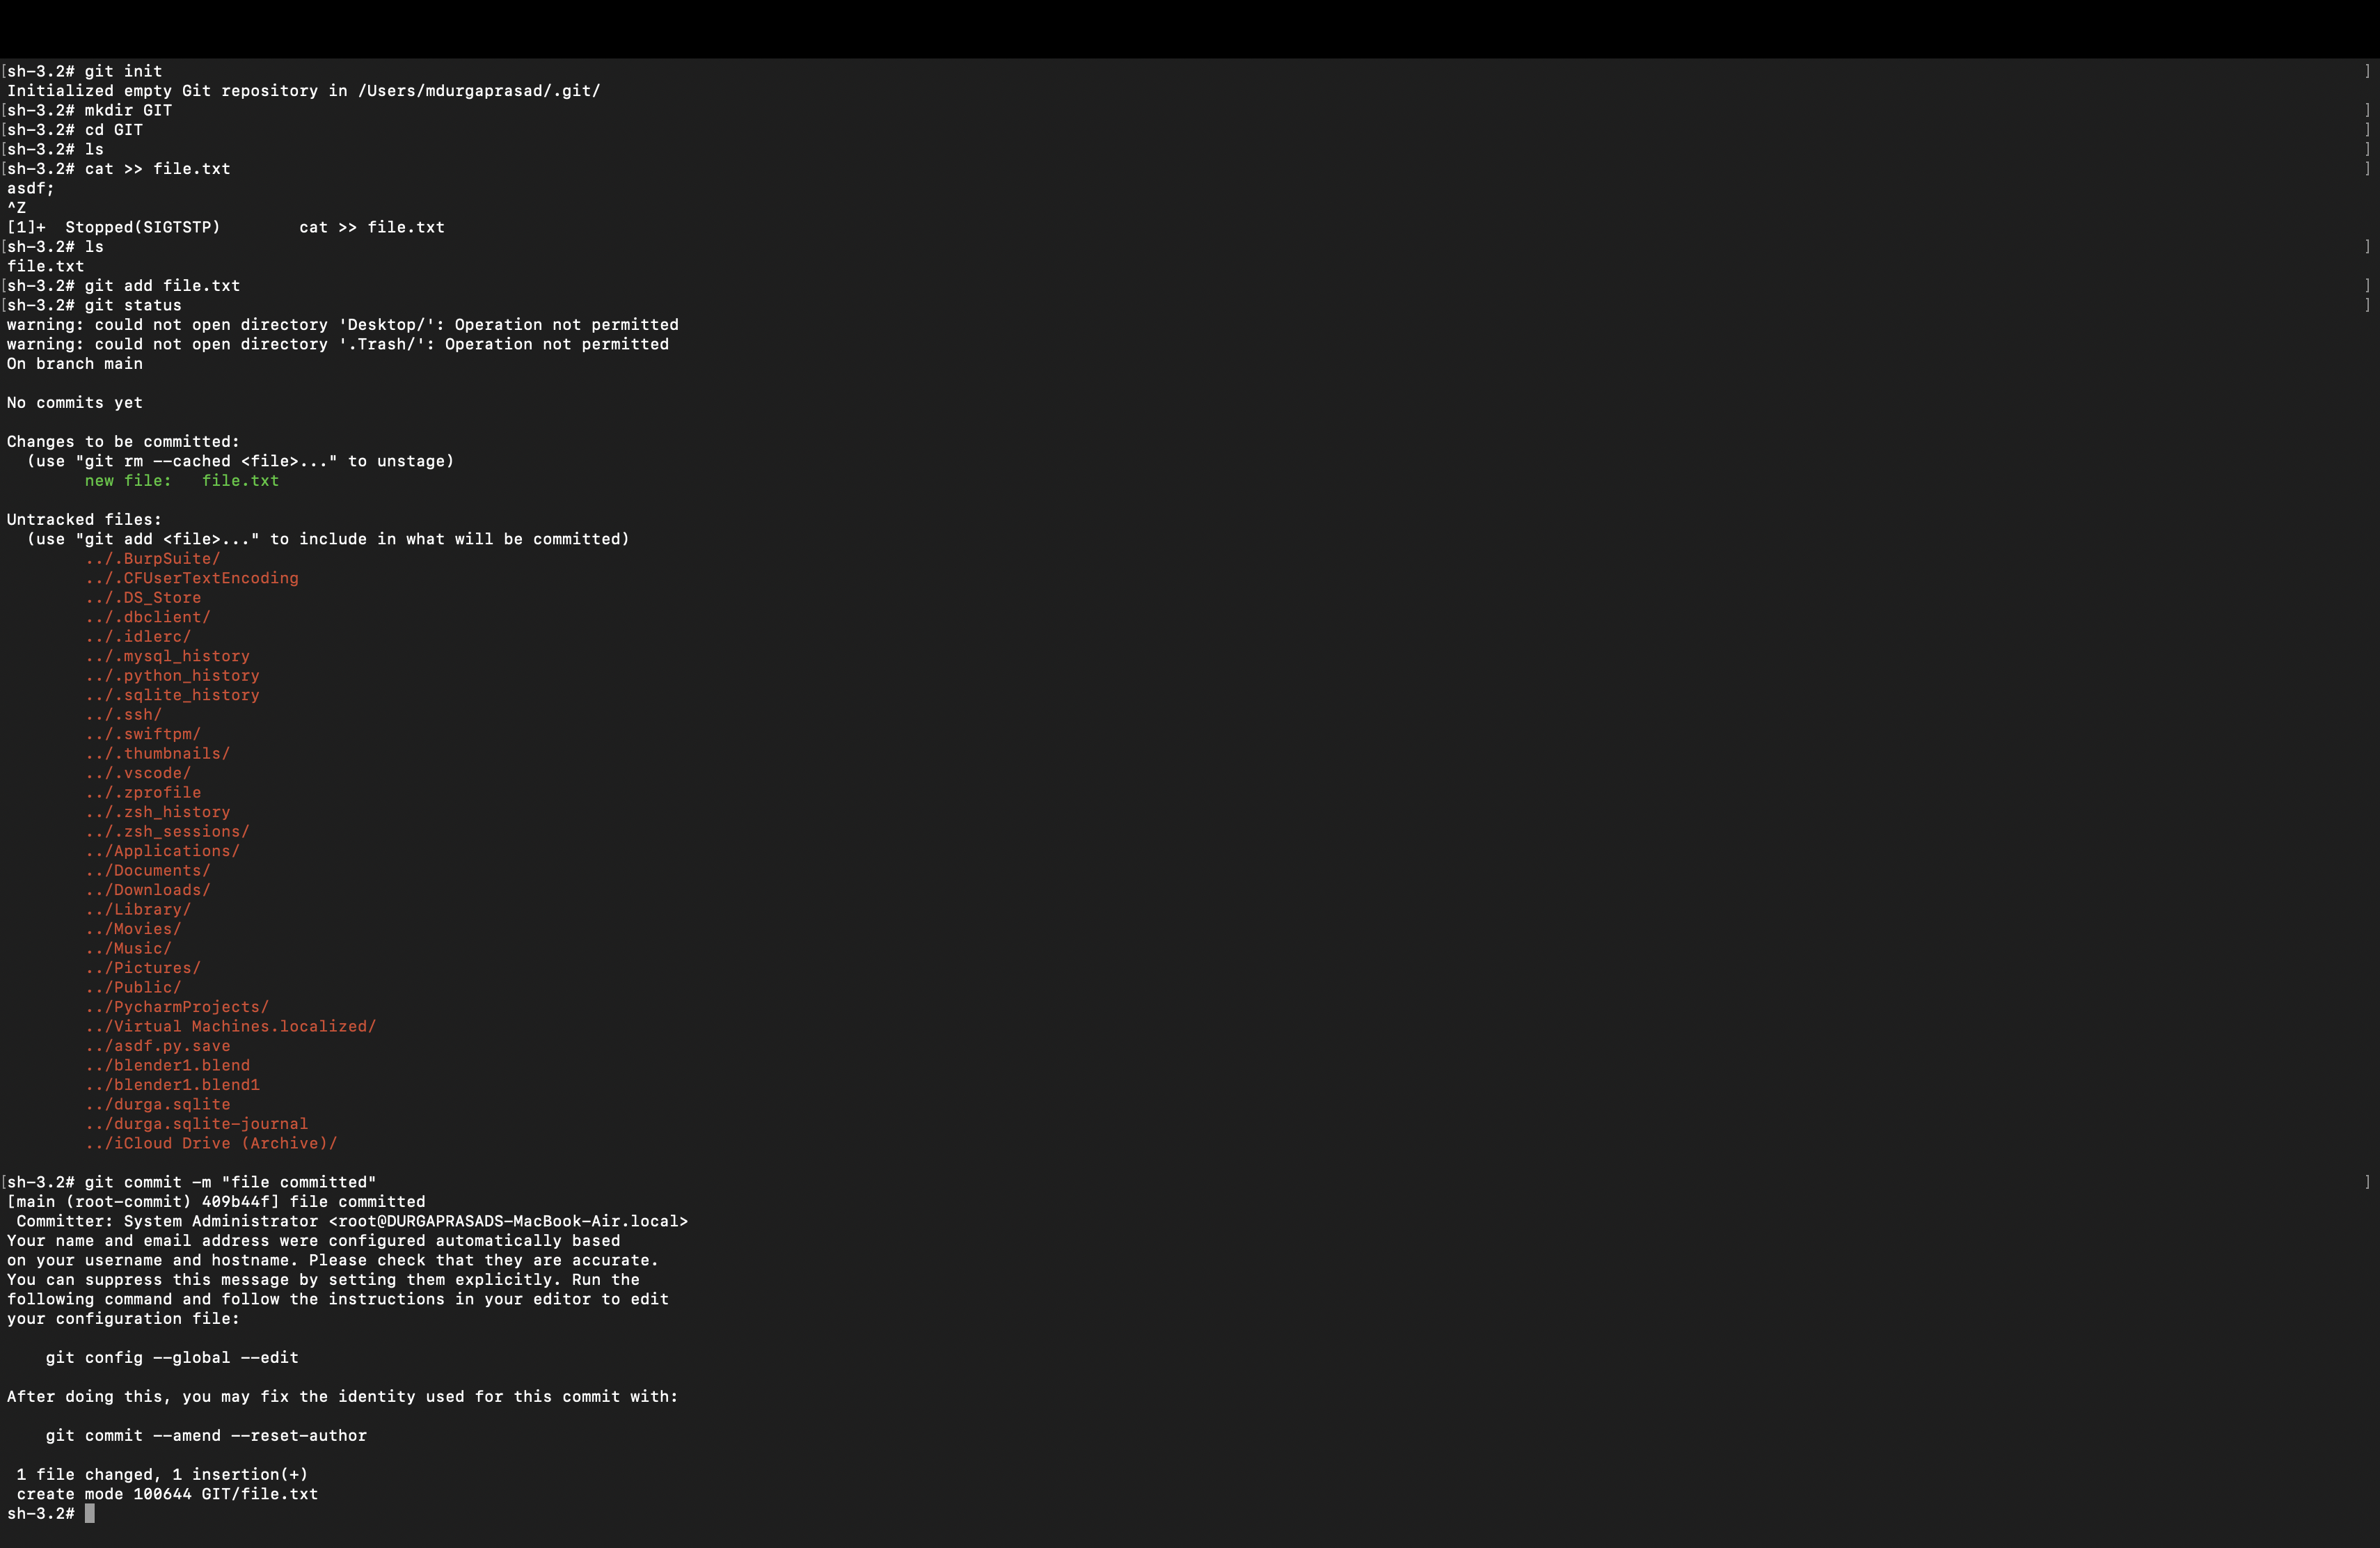 [sh-3.2# git init ]
Initialized empty Git repository in /Users/mdurgaprasad/.git/
[sh-3.2# mkdir GIT ]
[sh-3.2# cd GIT ]
[sh-3.2# ls ]
[sh-3.2# cat >> file.txt ]
asdf;
^Z
[1]+  Stopped(SIGTSTP)        cat >> file.txt
[sh-3.2# ls ]
file.txt
[sh-3.2# git add file.txt ]
[sh-3.2# git status ]
warning: could not open directory 'Desktop/': Operation not permitted
warning: could not open directory '.Trash/': Operation not permitted
On branch main
No commits yet
Changes to be committed:
  (use "git rm --cached <file>..." to unstage)
        new file:   file.txt
Untracked files:
  (use "git add <file>..." to include in what will be committed)
        ../.BurpSuite/
        ../.CFUserTextEncoding
        ../.DS_Store
        ../.dbclient/
        ../.idlerc/
        ../.mysql_history
        ../.python_history
        ../.sqlite_history
        ../.ssh/
        ../.swiftpm/
        ../.thumbnails/
        ../.vscode/
        ../.zprofile
        ../.zsh_history
        ../.zsh_sessions/
        ../Applications/
        ../Documents/
        ../Downloads/
        ../Library/
        ../Movies/
        ../Music/
        ../Pictures/
        ../Public/
        ../PycharmProjects/
        ../Virtual Machines.localized/
        ../asdf.py.save
        ../blender1.blend
        ../blender1.blend1
        ../durga.sqlite
        ../durga.sqlite-journal
        ../iCloud Drive (Archive)/
[sh-3.2# git commit -m "file committed" ]
[main (root-commit) 409b44f] file committed
 Committer: System Administrator <root@DURGAPRASADS-MacBook-Air.local>
Your name and email address were configured automatically based
on your username and hostname. Please check that they are accurate.
You can suppress this message by setting them explicitly. Run the
following command and follow the instructions in your editor to edit
your configuration file:
    git config --global --edit
After doing this, you may fix the identity used for this commit with:
    git commit --amend --reset-author
 1 file changed, 1 insertion(+)
 create mode 100644 GIT/file.txt
sh-3.2#